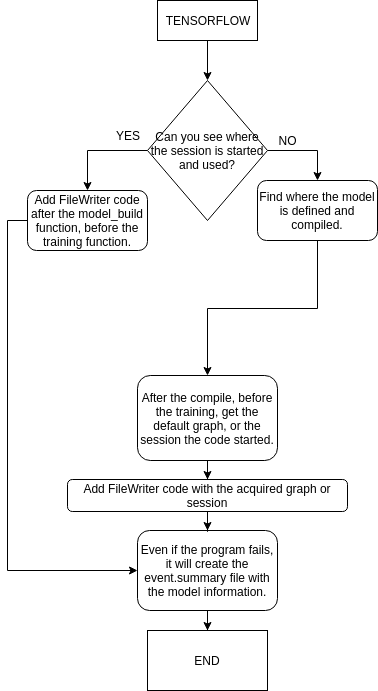 TENSORFLOW
Can you see where
the session is started
and used?
YES
NO
Add FileWriter code
after the model_build
function, before the
training function.
Find where the model
is defined and
compiled.
After the compile, before
the training, get the
default graph, or the
session the code started.
Add FileWriter code with the acquired graph or
session
Even if the program fails,
it will create the
event.summary file with
the model information.
END